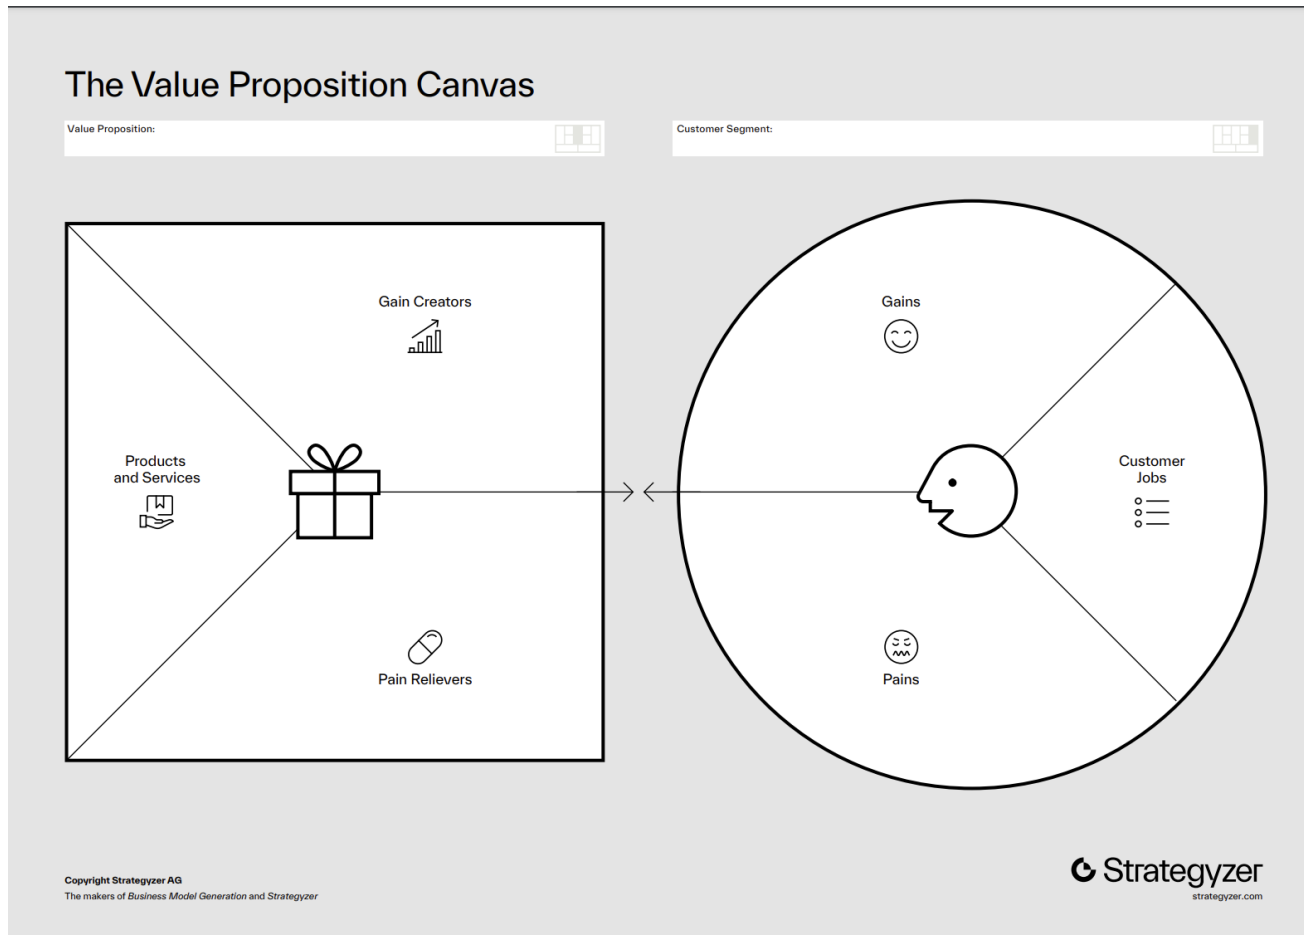 The Value Proposition Canvas
Value Proposition:
Customer Segment:
Gain Creators
Gains
Products
and Services
Customer
Jobs
Pain Relievers
Pains
Copyright Strategyzer AG
The makers of Business Model Generation and Strategyzer
Strategyzer
strategyzer.com